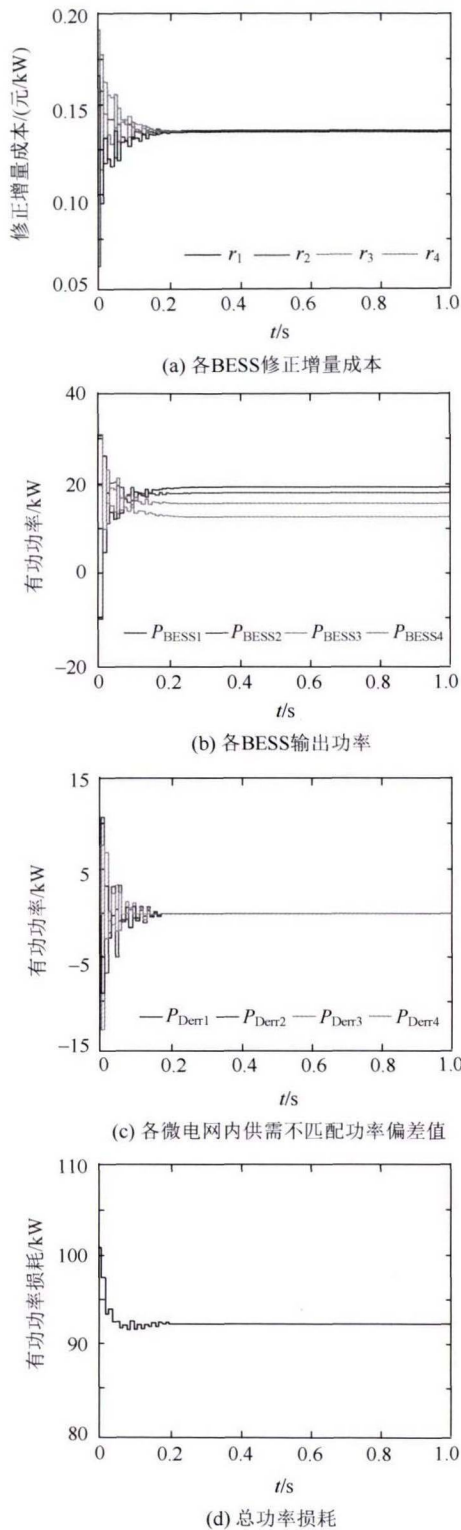 0.20
0.15
0.10
0.05
修正增量成本/(元/kW)
r1 r2 r3 r4
0 0.2 0.4 0.6 0.8 1.0
t/s
(a) 各BESS修正增量成本
40
20
0
−20
有功功率/kW
PBESS1 PBESS2 PBESS3 PBESS4
0 0.2 0.4 0.6 0.8 1.0
t/s
(b) 各BESS输出功率
15
5
−5
−15
有功功率/kW
PDerr1 PDerr2 PDerr3 PDerr4
0 0.2 0.4 0.6 0.8 1.0
t/s
(c) 各微电网内供需不匹配功率偏差值
110
100
90
80
有功功率损耗/kW
0 0.2 0.4 0.6 0.8 1.0
t/s
(d) 总功率损耗